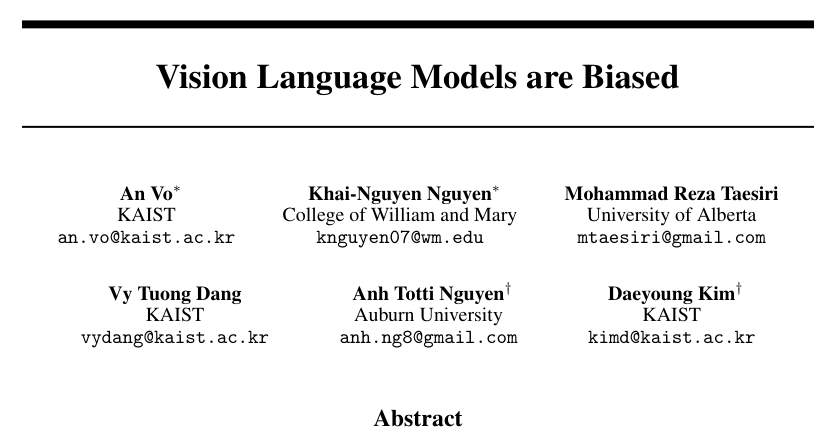 Vision Language Models are Biased
An Vo* Khai-Nguyen Nguyen* Mohammad Reza Taesiri
KAIST College of William and Mary University of Alberta
an.vo@kaist.ac.kr knguyen07@wm.edu mtaesiri@gmail.com
Vy Tuong Dang Anh Totti Nguyen† Daeyoung Kim†
KAIST Auburn University KAIST
vydang@kaist.ac.kr anh.ng8@gmail.com kimd@kaist.ac.kr
Abstract